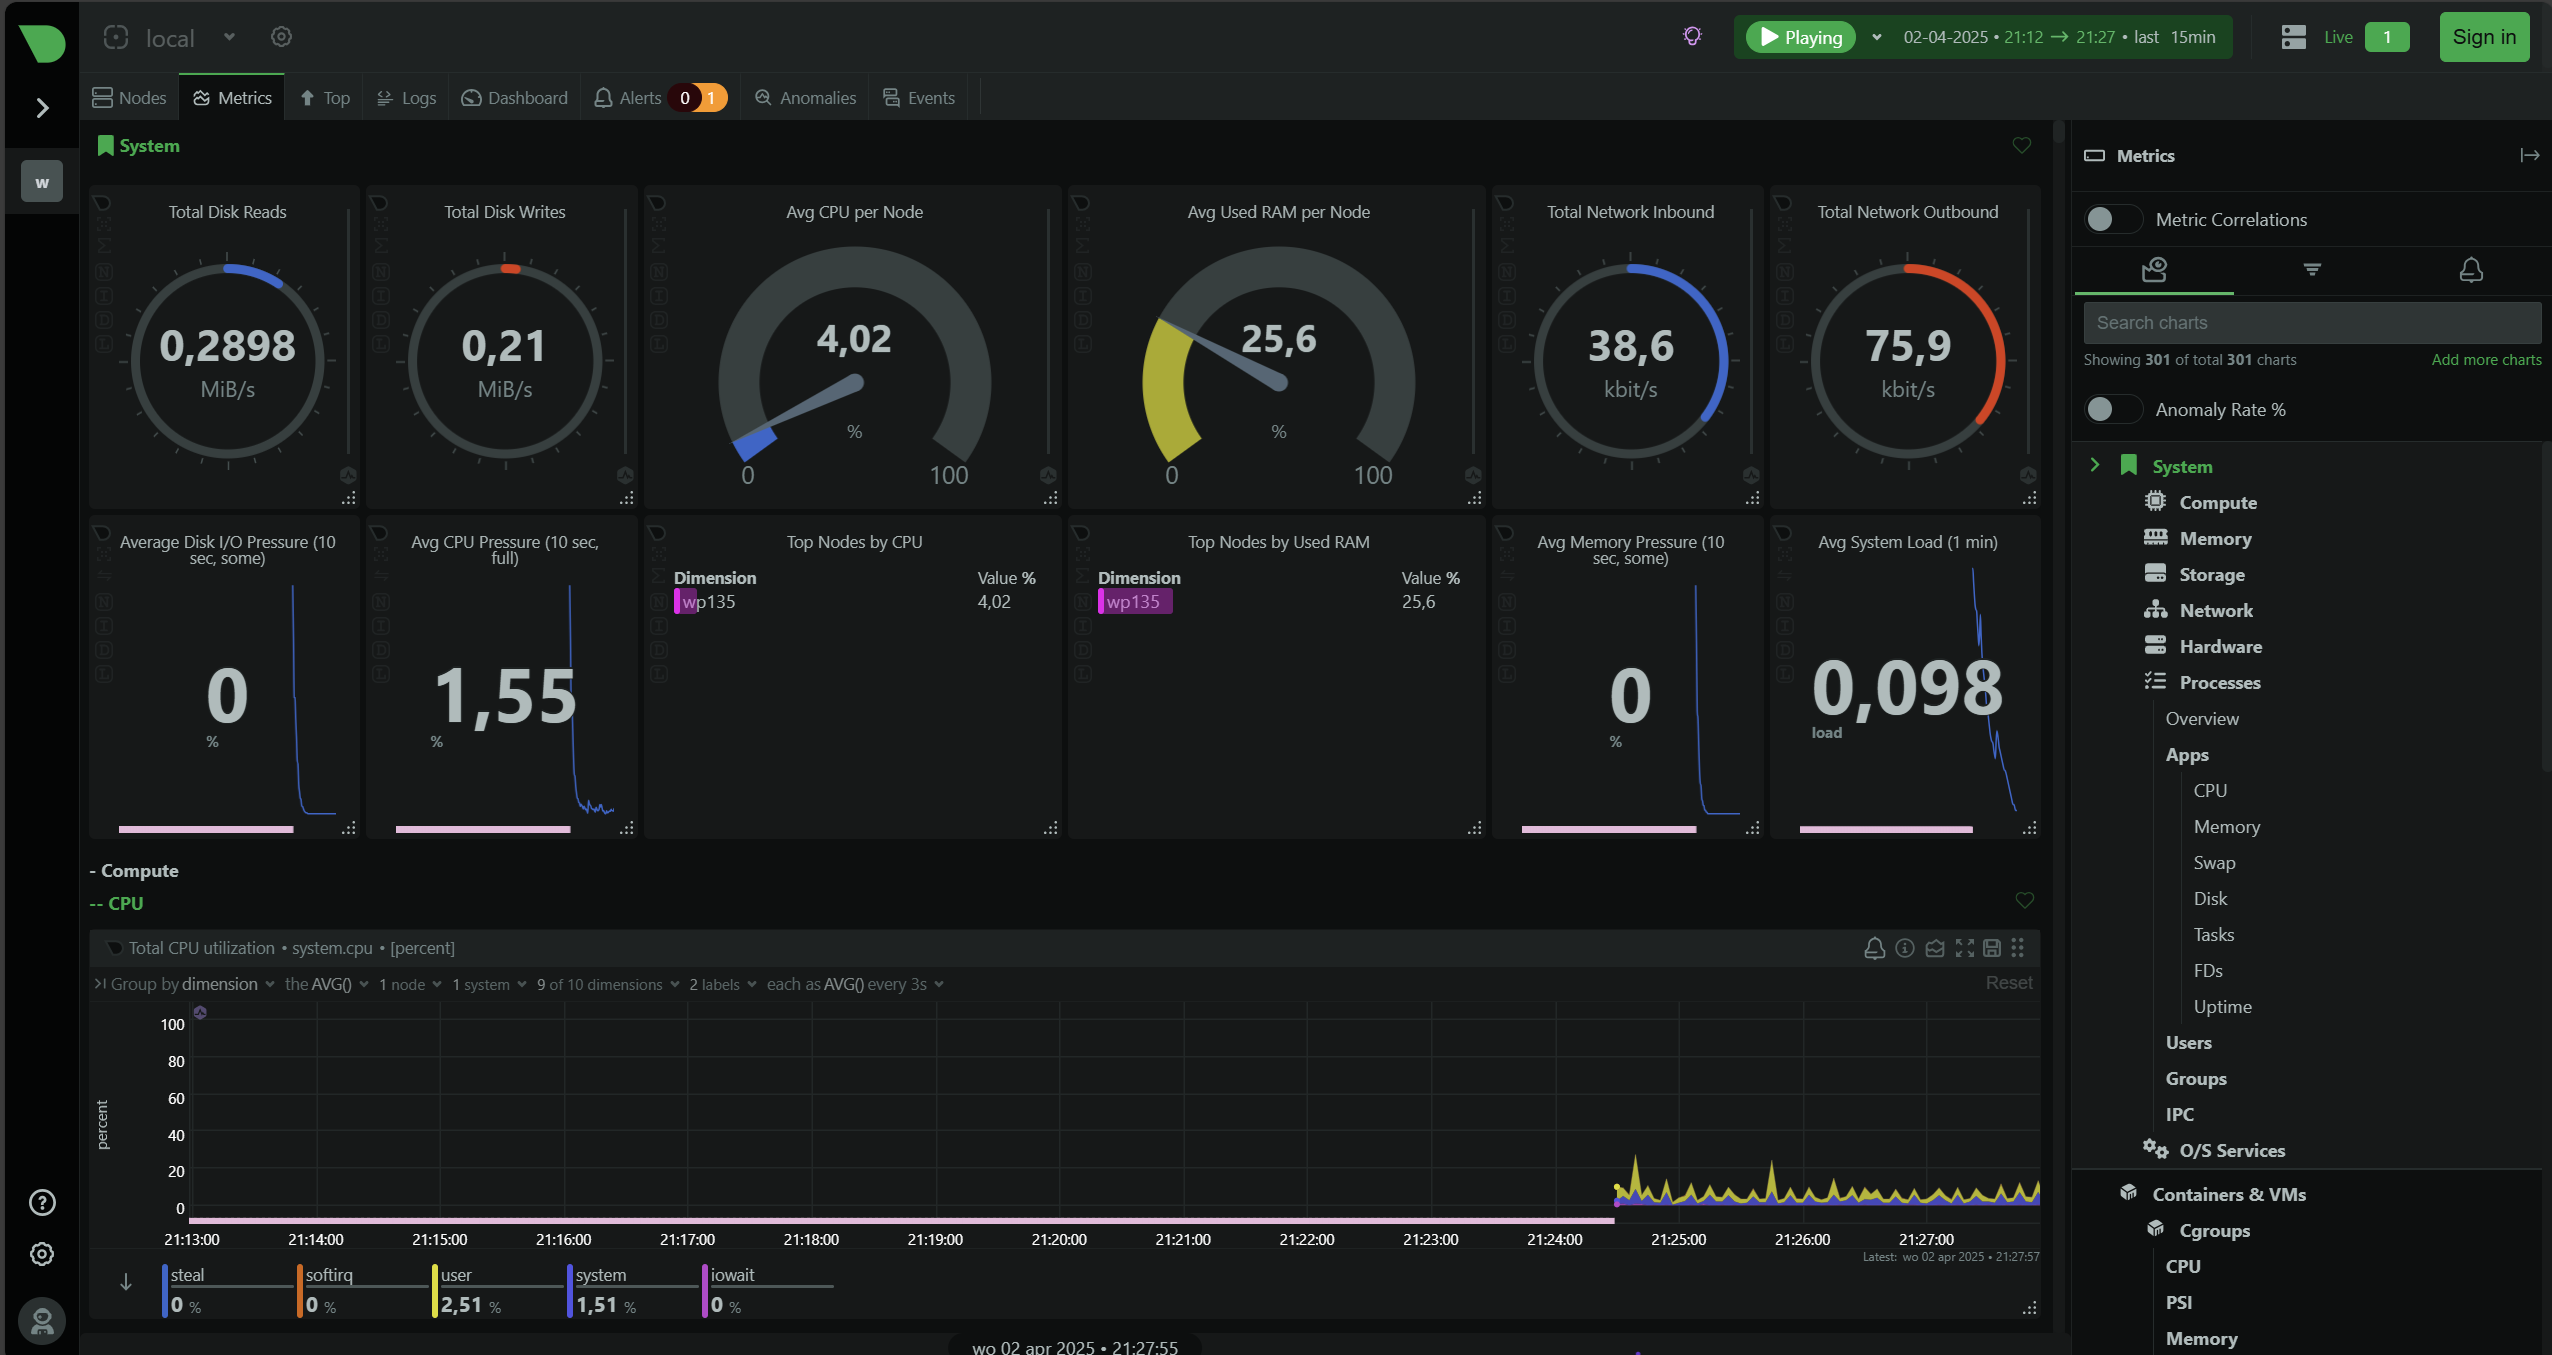 local
Playing 02-04-2025 • 21:12 → 21:27 • last 15min
Live 1
Sign in
Nodes Metrics Top Logs Dashboard Alerts 0 1 Anomalies Events
w
System
Total Disk Reads
0,2898
MiB/s
Total Disk Writes
0,21
MiB/s
Avg CPU per Node
4,02
%
0 100
Avg Used RAM per Node
25,6
%
0 100
Total Network Inbound
38,6
kbit/s
Total Network Outbound
75,9
kbit/s
Average Disk I/O Pressure (10
sec, some)
0
%
Avg CPU Pressure (10 sec,
full)
1,55
%
Top Nodes by CPU
Dimension Value %
wp135 4,02
Top Nodes by Used RAM
Dimension Value %
wp135 25,6
Avg Memory Pressure (10
sec, some)
0
%
Avg System Load (1 min)
0,098
load
- Compute
-- CPU
Total CPU utilization • system.cpu • [percent]
Group by dimension the AVG() 1 node 1 system 9 of 10 dimensions 2 labels each as AVG() every 3s Reset
percent
100
80
60
40
20
0
21:13:00 21:14:00 21:15:00 21:16:00 21:17:00 21:18:00 21:19:00 21:20:00 21:21:00 21:22:00 21:23:00 21:24:00 21:25:00 21:26:00 21:27:00
Latest: wo 02 apr 2025 • 21:27:57
steal softirq user system iowait
0 % 0 % 2,51 % 1,51 % 0 %
wo 02 apr 2025 • 21:27:55
Metrics
Metric Correlations
Search charts
Showing 301 of total 301 charts Add more charts
Anomaly Rate %
System
Compute
Memory
Storage
Network
Hardware
Processes
Overview
Apps
CPU
Memory
Swap
Disk
Tasks
FDs
Uptime
Users
Groups
IPC
O/S Services
Containers & VMs
Cgroups
CPU
PSI
Memory